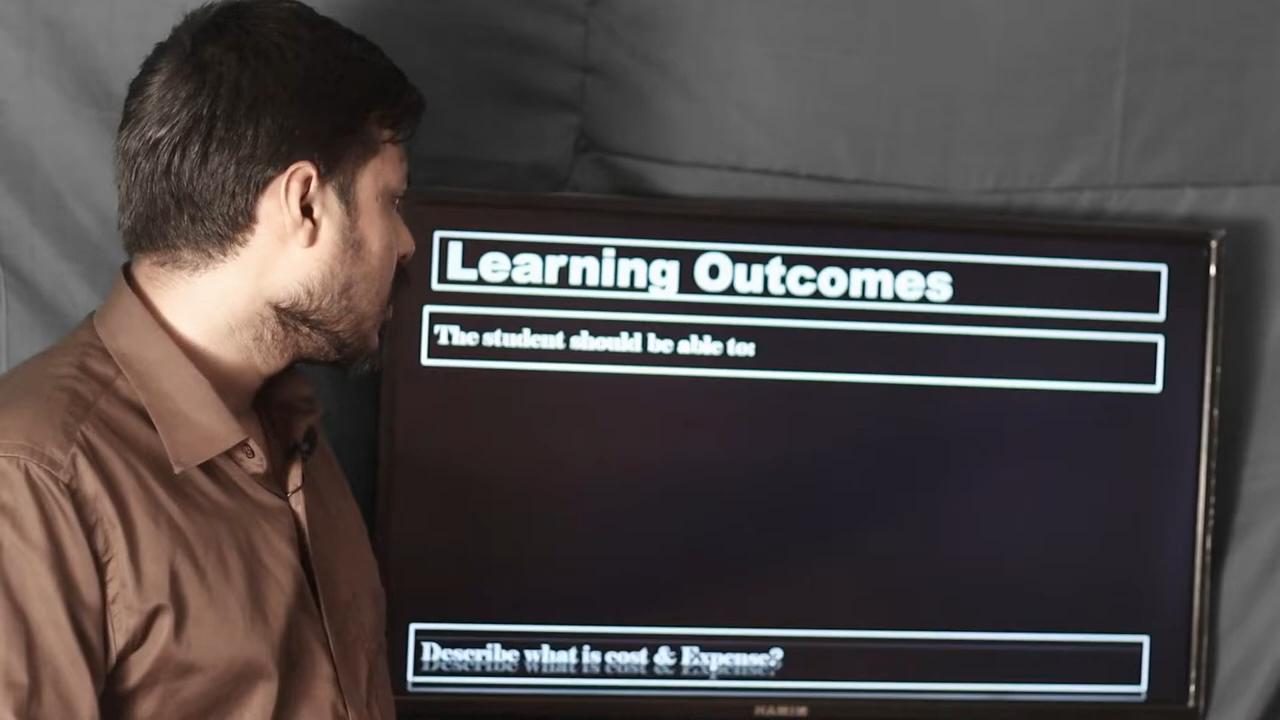 Learning Outcomes
The student should be able to:
Describe what is cost & Expense?